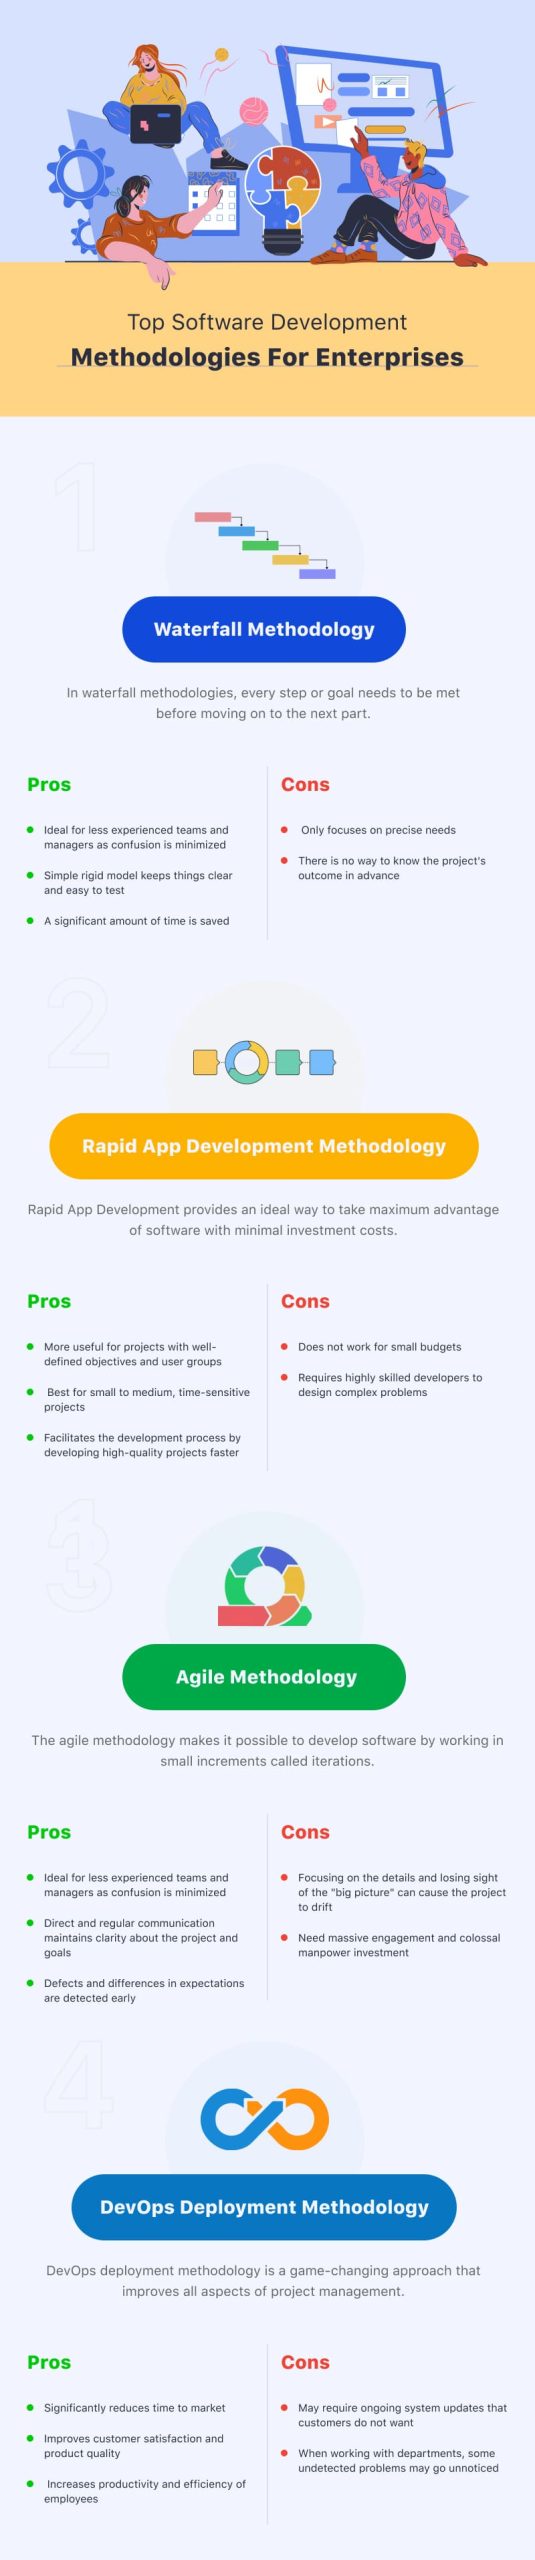 Top Software Development
Methodologies For Enterprises
1
Waterfall Methodology
In waterfall methodologies, every step or goal needs to be met
before moving on to the next part.
Pros
Ideal for less experienced teams and
managers as confusion is minimized
Simple rigid model keeps things clear
and easy to test
A significant amount of time is saved
Cons
Only focuses on precise needs
There is no way to know the project's
outcome in advance
2
Rapid App Development Methodology
Rapid App Development provides an ideal way to take maximum advantage
of software with minimal investment costs.
Pros
More useful for projects with well-
defined objectives and user groups
Best for small to medium, time-sensitive
projects
Facilitates the development process by
developing high-quality projects faster
Cons
Does not work for small budgets
Requires highly skilled developers to
design complex problems
3
Agile Methodology
The agile methodology makes it possible to develop software by working in
small increments called iterations.
Pros
Ideal for less experienced teams and
managers as confusion is minimized
Direct and regular communication
maintains clarity about the project and
goals
Defects and differences in expectations
are detected early
Cons
Focusing on the details and losing sight
of the "big picture" can cause the project
to drift
Need massive engagement and colossal
manpower investment
4
DevOps Deployment Methodology
DevOps deployment methodology is a game-changing approach that
improves all aspects of project management.
Pros
Significantly reduces time to market
Improves customer satisfaction and
product quality
Increases productivity and efficiency of
employees
Cons
May require ongoing system updates that
customers do not want
When working with departments, some
undetected problems may go unnoticed